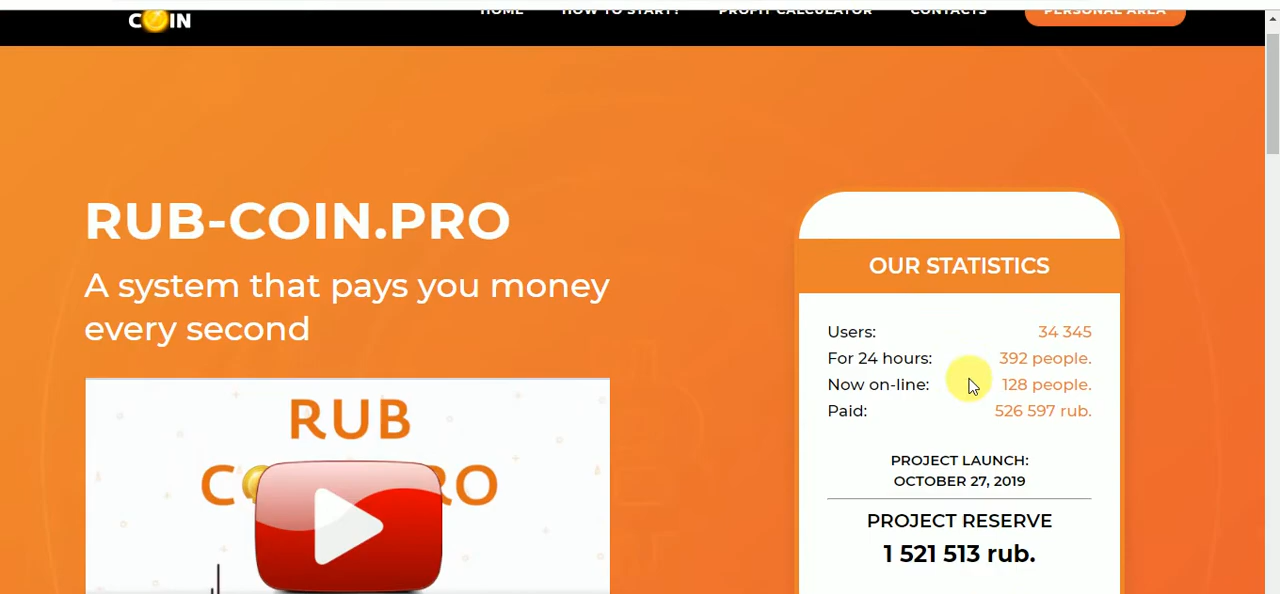 HOME HOW TO START? PROFIT CALCULATOR CONTACTS PERSONAL AREA
COIN
RUB-COIN.PRO
A system that pays you money
every second
RUB
OUR STATISTICS
Users: 34 345
For 24 hours: 392 people.
Now on-line: 128 people.
Paid: 526 597 rub.
PROJECT LAUNCH:
OCTOBER 27, 2019
PROJECT RESERVE
1 521 513 rub.